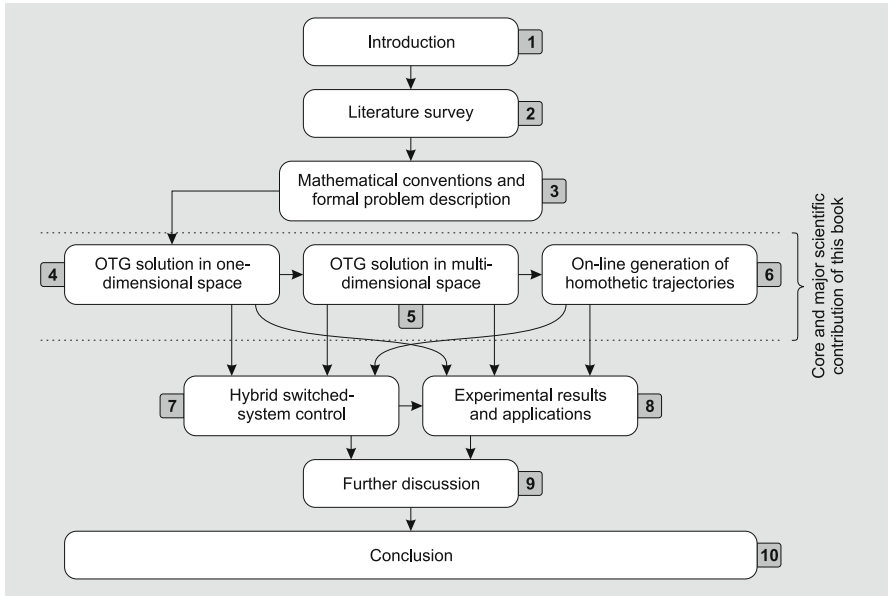 Introduction
1
Literature survey
2
Mathematical conventions and
formal problem description
3
4
OTG solution in one-
dimensional space
OTG solution in multi-
dimensional space
5
On-line generation of
homothetic trajectories
6
Core and major scientific
contribution of this book
7
Hybrid switched-
system control
Experimental results
and applications
8
Further discussion
9
Conclusion
10